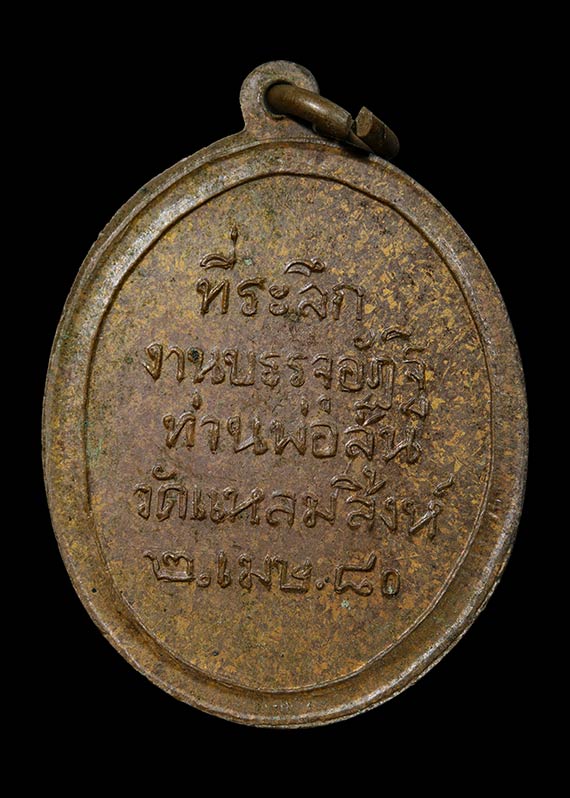 ที่ระลึก
งานบรรจุอัฏฐิ
ท่านพ่อสุ่น
วัดแหลมสิงห์
๒.เมษ.๘๐